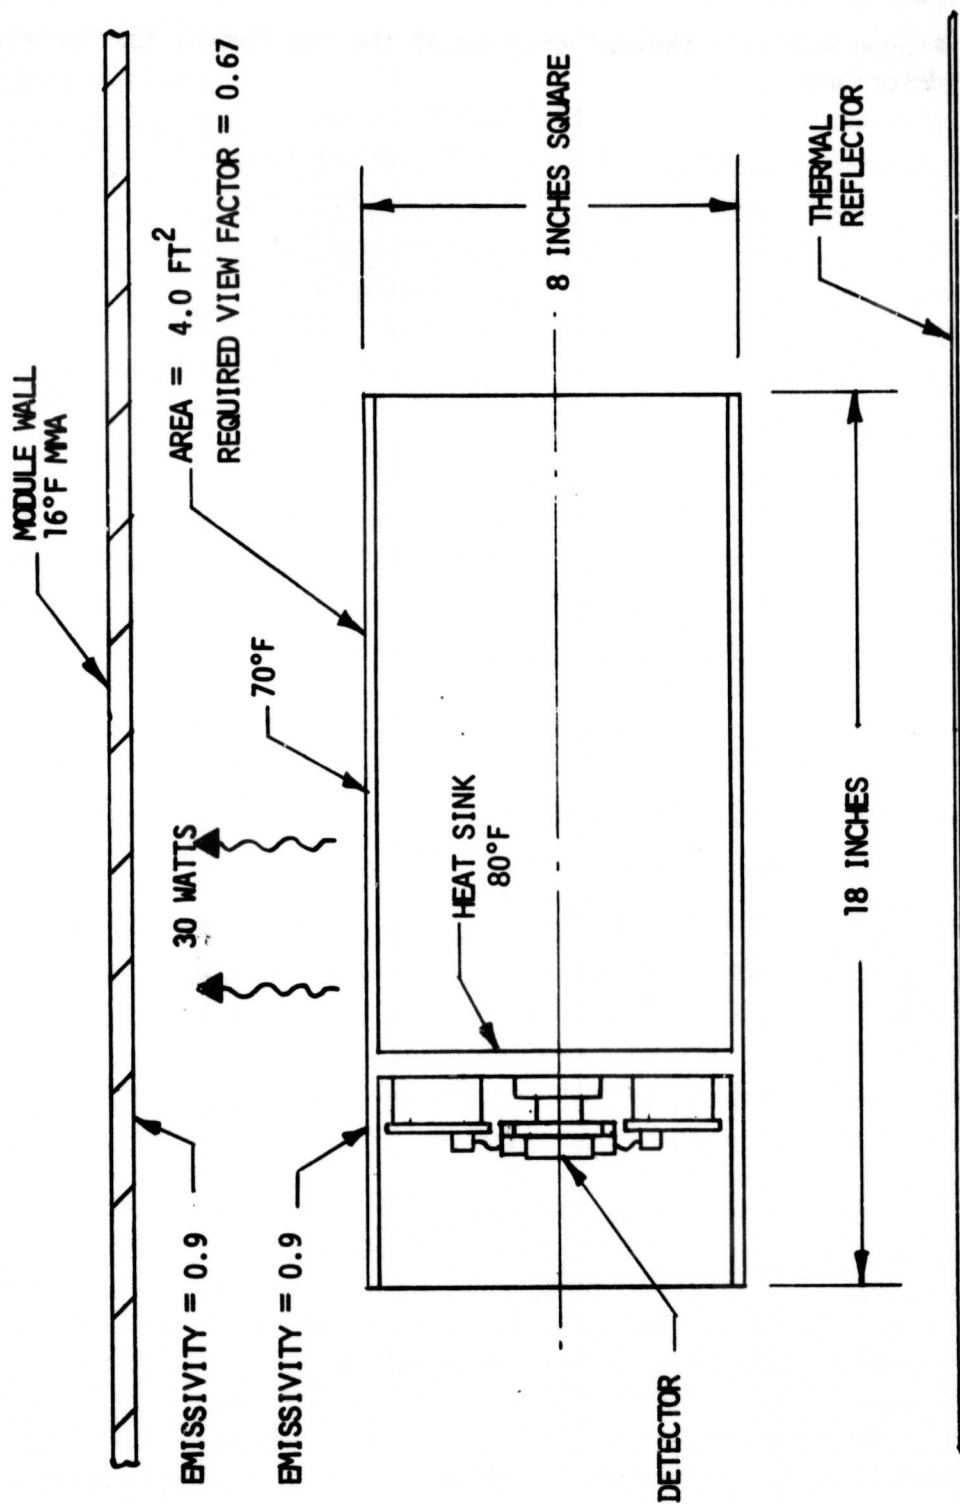 MODULE WALL
16°F MMA
AREA = 4.0 FT²
REQUIRED VIEW FACTOR = 0.67
70°F
30 WATTS
EMISSIVITY = 0.9
EMISSIVITY = 0.9
HEAT SINK
80°F
8 INCHES SQUARE
DETECTOR
18 INCHES
THERMAL
REFLECTOR